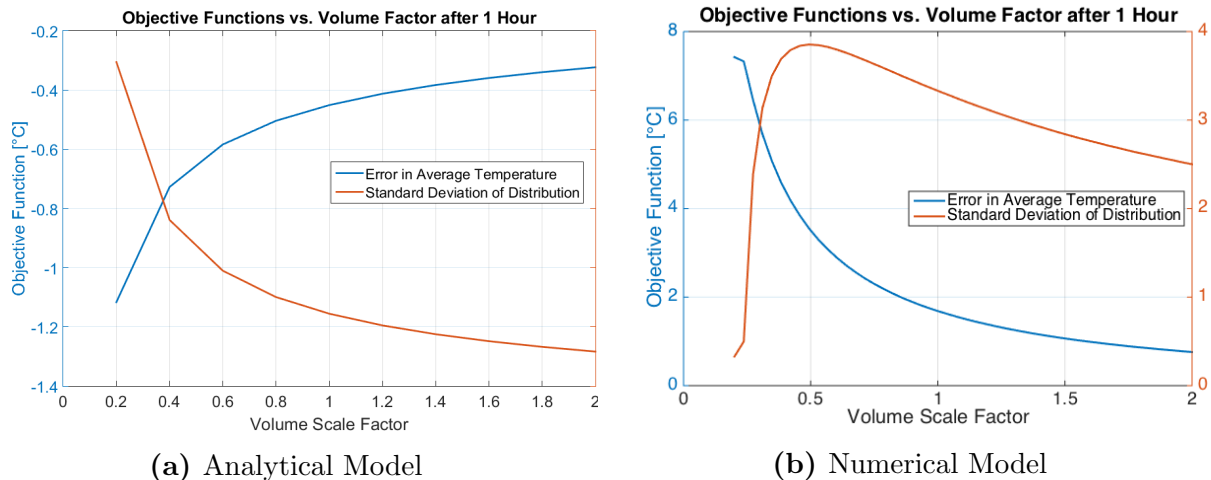 Objective Functions vs. Volume Factor after 1 Hour
-0.2
-0.4
-0.6
-0.8
-1
-1.2
-1.4
Objective Function [°C]
Error in Average Temperature
Standard Deviation of Distribution
0 0.2 0.4 0.6 0.8 1 1.2 1.4 1.6 1.8 2
Volume Scale Factor
(a) Analytical Model
Objective Functions vs. Volume Factor after 1 Hour
8
6
4
2
0
Objective Function [°C]
4
3
2
1
0
Error in Average Temperature
Standard Deviation of Distribution
0 0.5 1 1.5 2
Volume Scale Factor
(b) Numerical Model